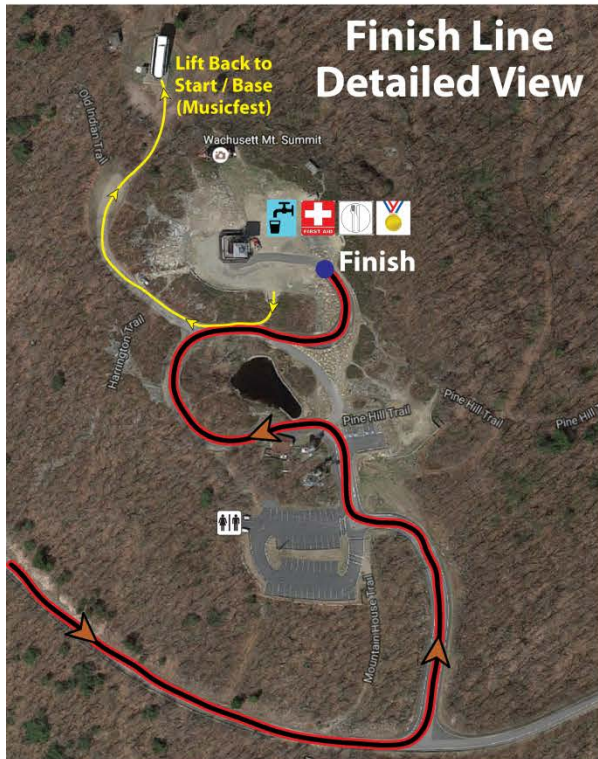 Finish Line
Detailed View
Lift Back to
Start / Base
(Musicfest)
Old Indian Trail
Wachusett Mt. Summit
FIRST AID
Finish
Harrington Trail
Pine Hill Trail
Pine Hill Trail
Pine Hill
Mountain House Trail